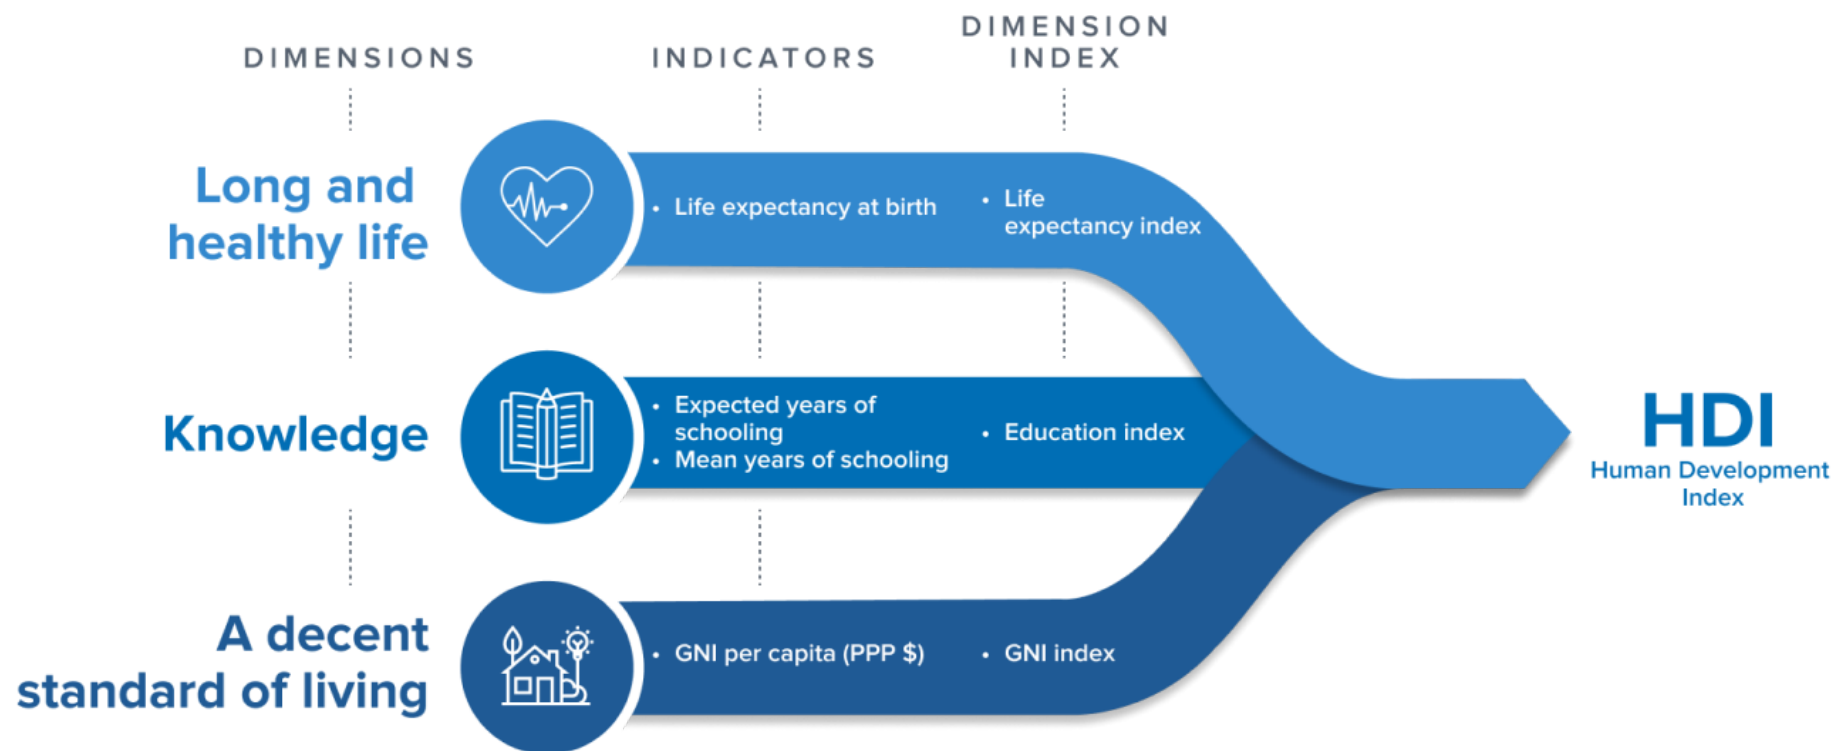 DIMENSIONS
INDICATORS
DIMENSION
INDEX
Long and
healthy life
• Life expectancy at birth
• Life
expectancy index
Knowledge
• Expected years of
schooling
• Mean years of schooling
• Education index
A decent
standard of living
• GNI per capita (PPP $)
• GNI index
HDI
Human Development
Index